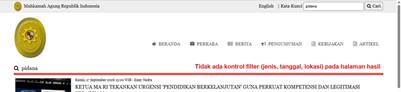 Mahkamah Agung Republik Indonesia
English | Kata Kunci pidana Cari
BERANDA PERKARA BERITA PENGUMUMAN KEBIJAKAN ARTIKEL
pidana
Tidak ada kontrol filter (jenis, tanggal, lokasi) pada halaman hasil
KETUA MA RI TEKANKAN URGENSI 'PENDIDIKAN BERKELANJUTAN' GUNA PERKUAT KOMPETENSI DAN LEGITIMASI